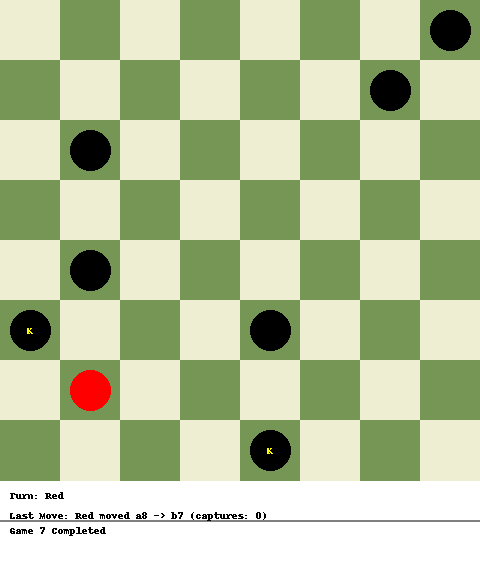 K
K
Turn: Red
Last Move: Red moved a8 -> b7 (captures: 0)
Game 7 Completed